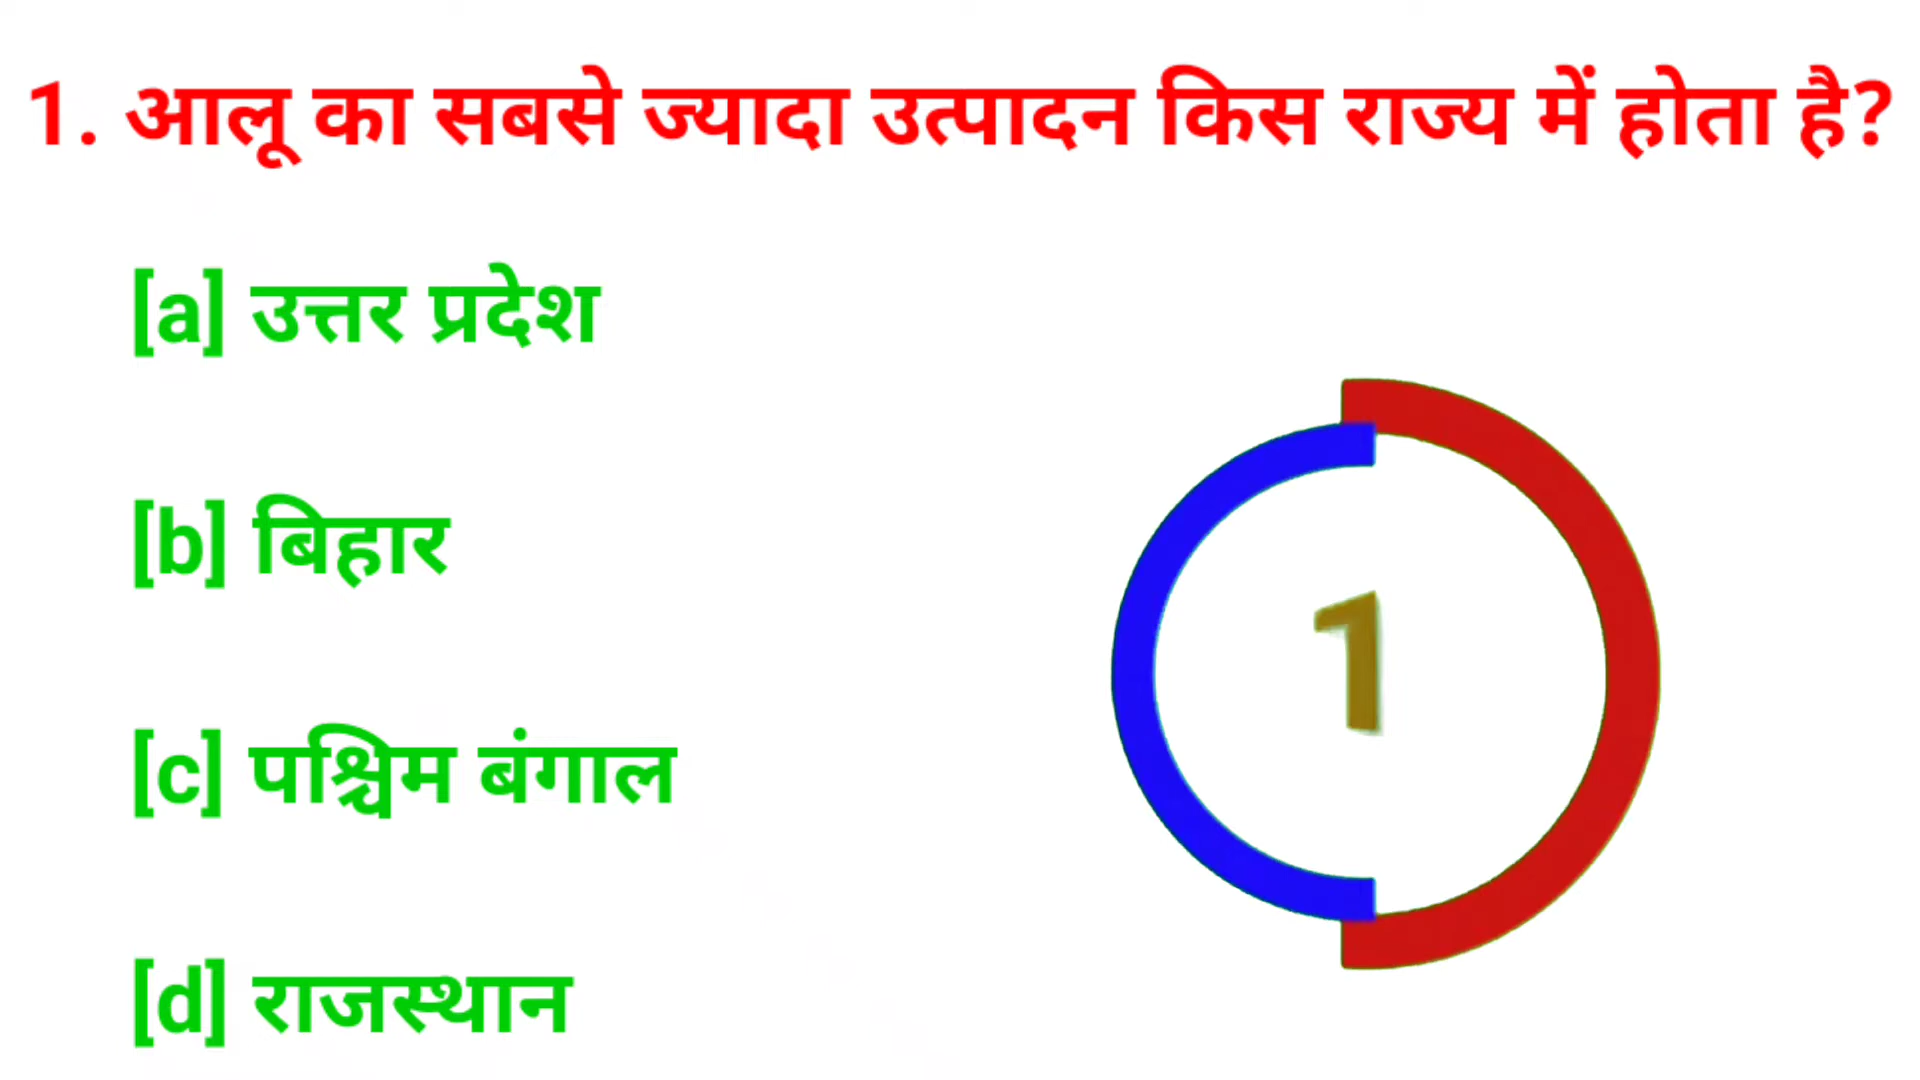 1. आलू का सबसे ज्यादा उत्पादन किस राज्य में होता है?
[a] उत्तर प्रदेश
[b] बिहार
[c] पश्चिम बंगाल
[d] राजस्थान
1